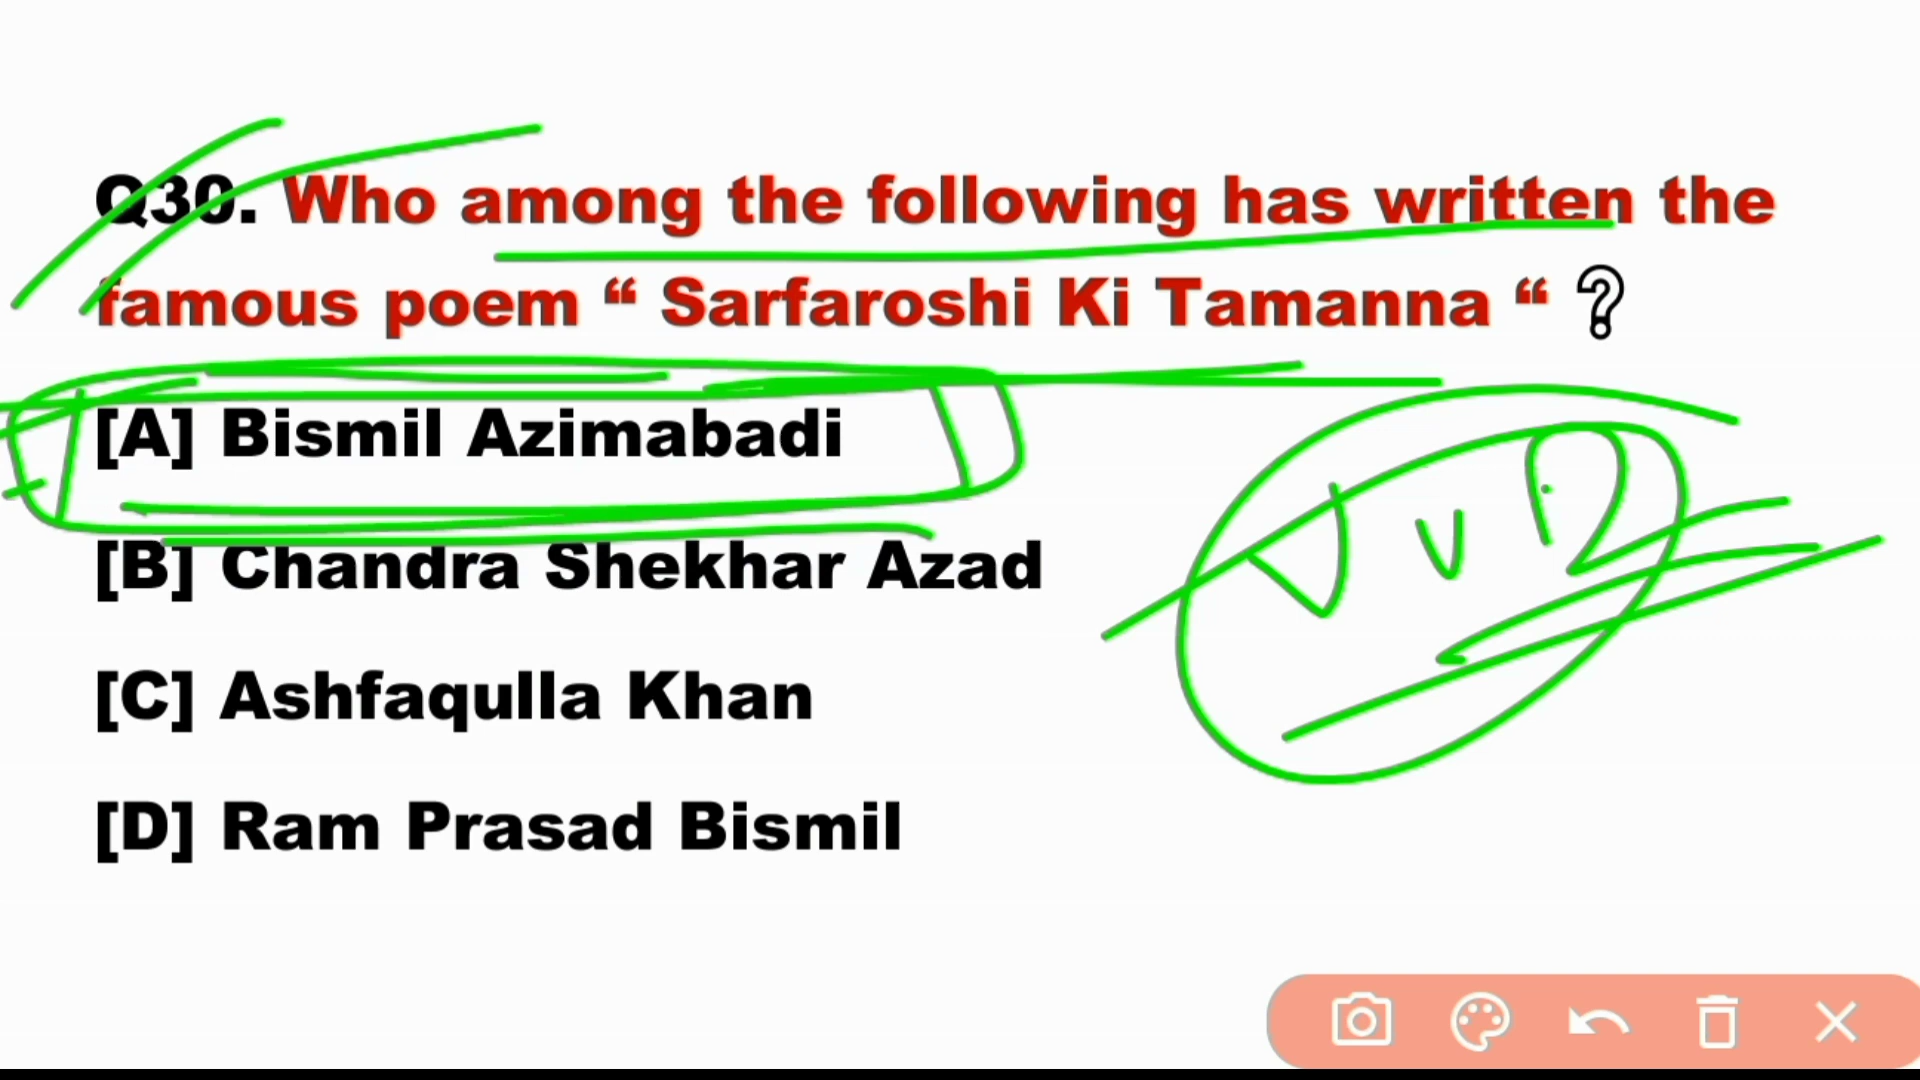 Q30. Who among the following has written the
famous poem “ Sarfaroshi Ki Tamanna “ ?
[A] Bismil Azimabadi
[B] Chandra Shekhar Azad
[C] Ashfaqulla Khan
[D] Ram Prasad Bismil